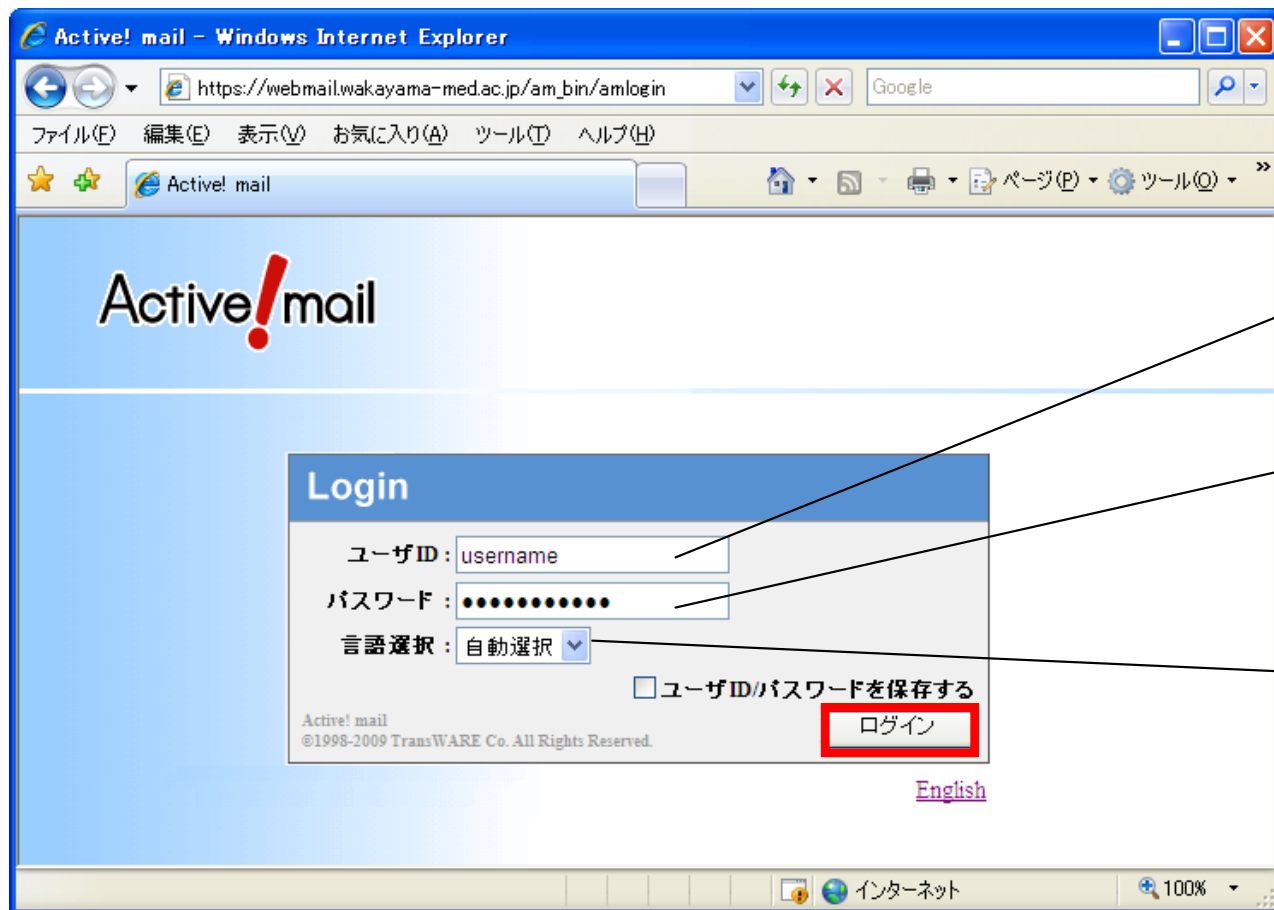 Active! mail - Windows Internet Explorer
https://webmail.wakayama-med.ac.jp/am_bin/amlogin
Google
ファイル(F) 編集(E) 表示(V) お気に入り(A) ツール(T) ヘルプ(H)
Active! mail
ページ(P) ツール(O) »
Active!mail
Login
ユーザID : username
パスワード : ●●●●●●●●●●●
言語選択 : 自動選択
ユーザID/パスワードを保存する
ログイン
Active! mail
©1998-2009 TransWARE Co. All Rights Reserved.
English
インターネット 100%